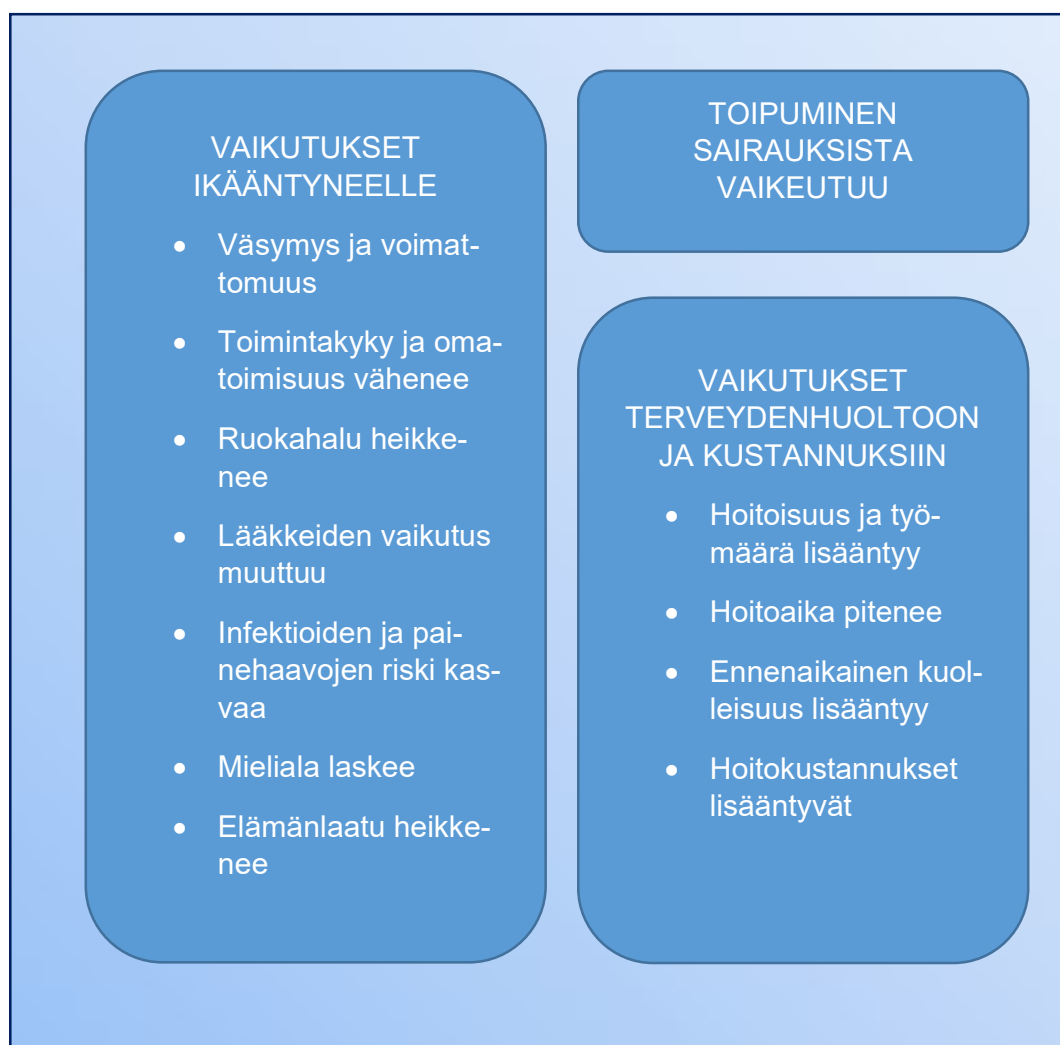 VAIKUTUKSET
IKÄÄNTYNEELLE
• Väsymys ja voimat-
tomuus
• Toimintakyky ja oma-
toimisuus vähenee
• Ruokahalu heikke-
nee
• Lääkkeiden vaikutus
muuttuu
• Infektioiden ja pai-
nehaavojen riski kas-
vaa
• Mieliala laskee
• Elämänlaatu heikke-
nee
TOIPUMINEN
SAIRAUKSISTA
VAIKEUTUU
VAIKUTUKSET
TERVEYDENHUOLTOON
JA KUSTANNUKSIIN
• Hoitoisuus ja työ-
määrä lisääntyy
• Hoitoaika pitenee
• Ennenaikainen kuol-
leisuus lisääntyy
• Hoitokustannukset
lisääntyvät